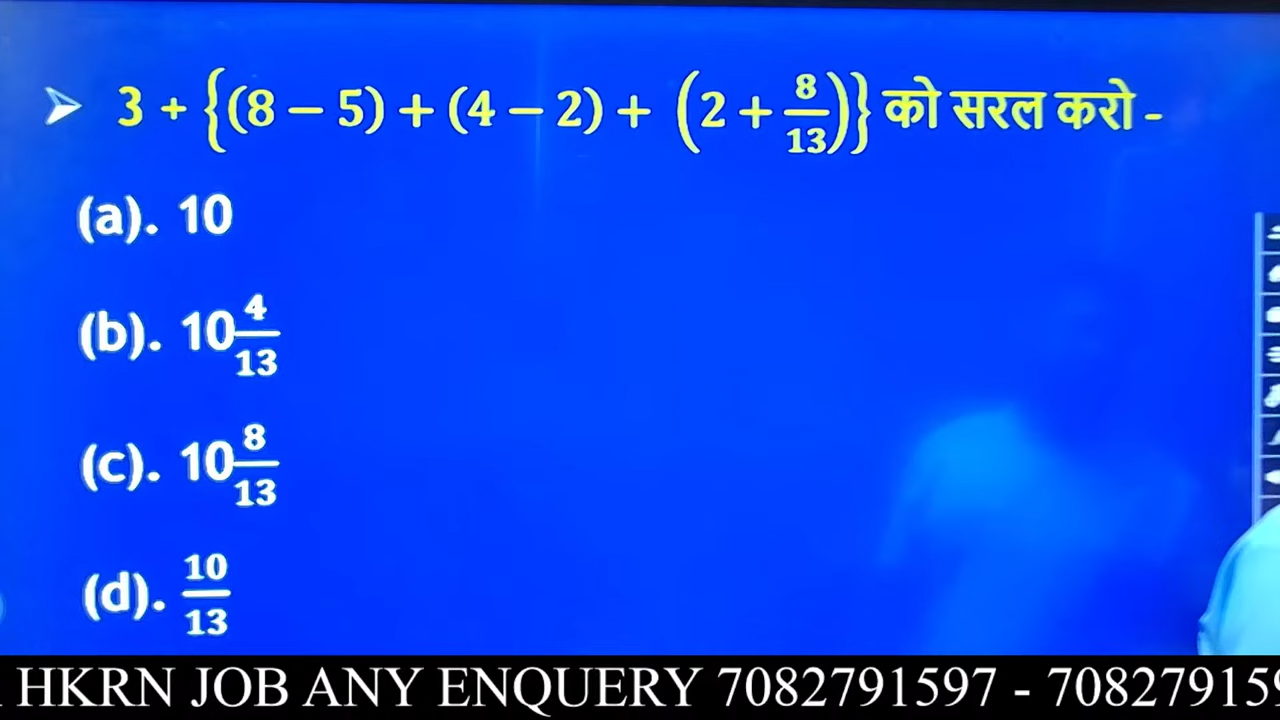 ➤ 3 + {(8 – 5) + (4 – 2) + (2 + 8/13)} को सरल करो -
(a). 10
(b). 10 4/13
(c). 10 8/13
(d). 10/13
HKRN JOB ANY ENQUERY 7082791597 - 70827915